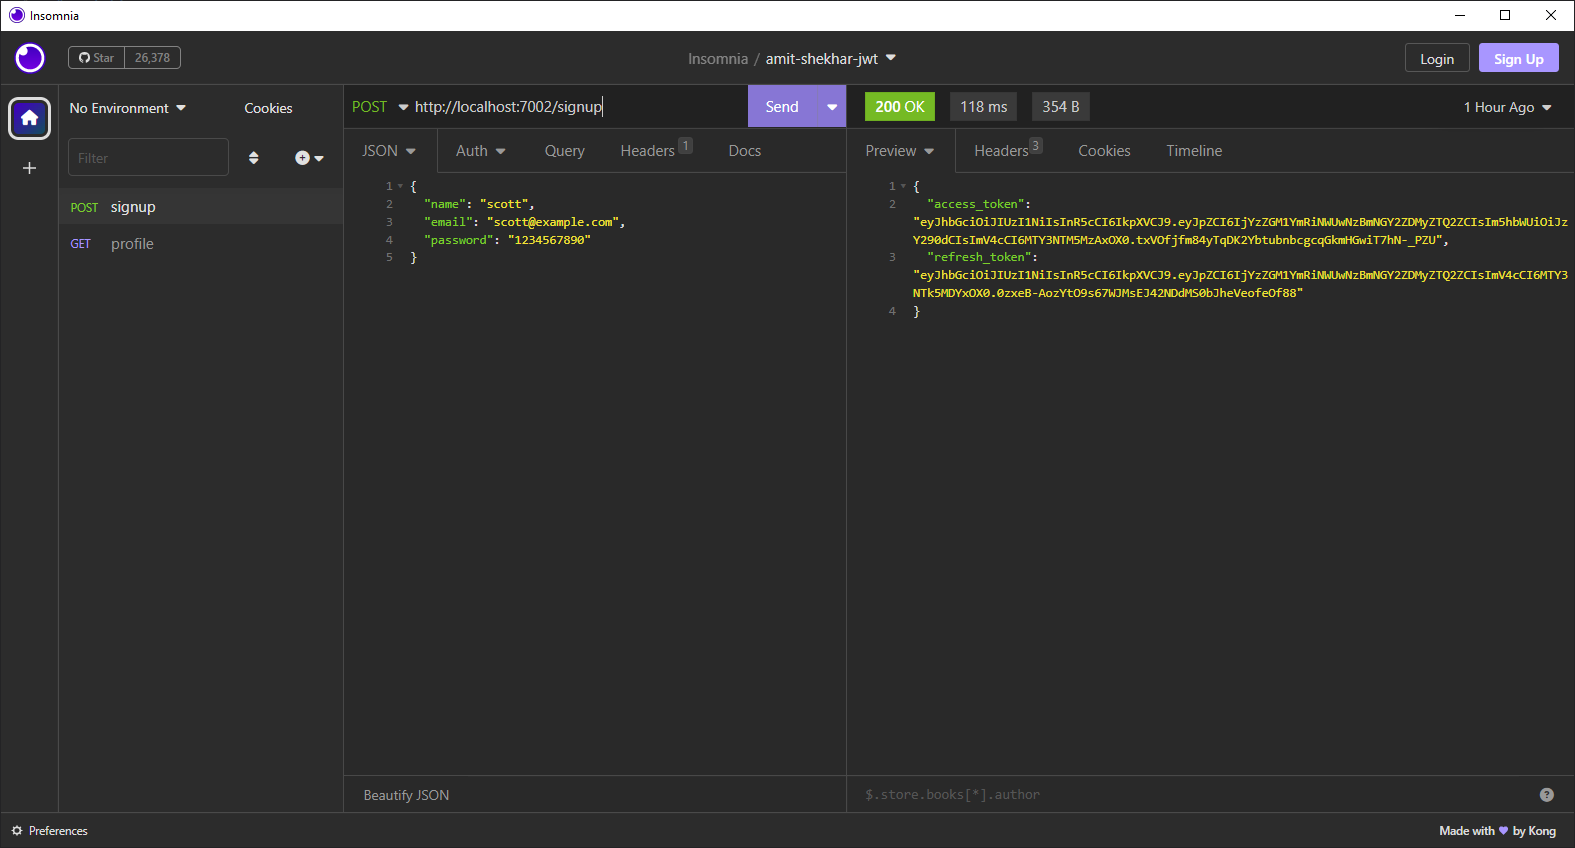 Insomnia
Star 26,378
Insomnia / amit-shekhar-jwt
Login
Sign Up
No Environment
Cookies
POST http://localhost:7002/signup
Send
200 OK
118 ms
354 B
1 Hour Ago
Filter
JSON
Auth
Query
Headers 1
Docs
Preview
Headers 3
Cookies
Timeline
POST signup
GET profile
1 {
2 "name": "scott",
3 "email": "scott@example.com",
4 "password": "1234567890"
5 }
1 {
2 "access_token":
"eyJhbGciOiJIUzI1NiIsInR5cCI6IkpXVCJ9.eyJpZCI6IjYzZGM1YmRiNWUwNzBmNGY2ZDMyZTQ2ZCIsIm5hbWUiOiJz
Y290dCIsImV4cCI6MTY3NTM5MzAxOX0.txVOfjfm84yTqDK2YbtubnbcgcqGkmHGwiT7hN-_PZU",
3 "refresh_token":
"eyJhbGciOiJIUzI1NiIsInR5cCI6IkpXVCJ9.eyJpZCI6IjYzZGM1YmRiNWUwNzBmNGY2ZDMyZTQ2ZCIsImV4cCI6MTY3
NTk5MDYxOX0.0zxeB-AozYtO9s67WJMsEJ42NDdMS0bJheVeofeOf88"
4 }
Beautify JSON
$.store.books[*].author
?
Preferences
Made with ♥ by Kong